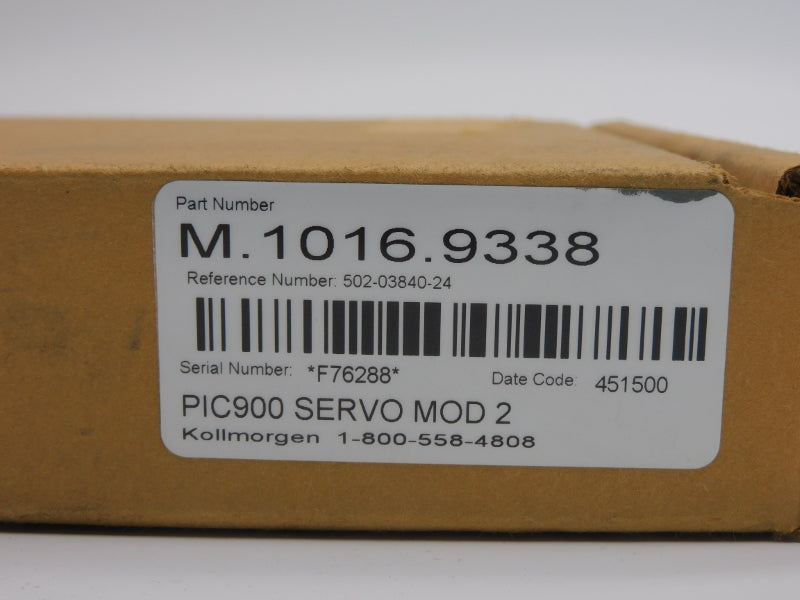 Part Number
M.1016.9338
Reference Number: 502-03840-24
Serial Number: *F76288* Date Code: 451500
PIC900 SERVO MOD 2
Kollmorgen 1-800-558-4808